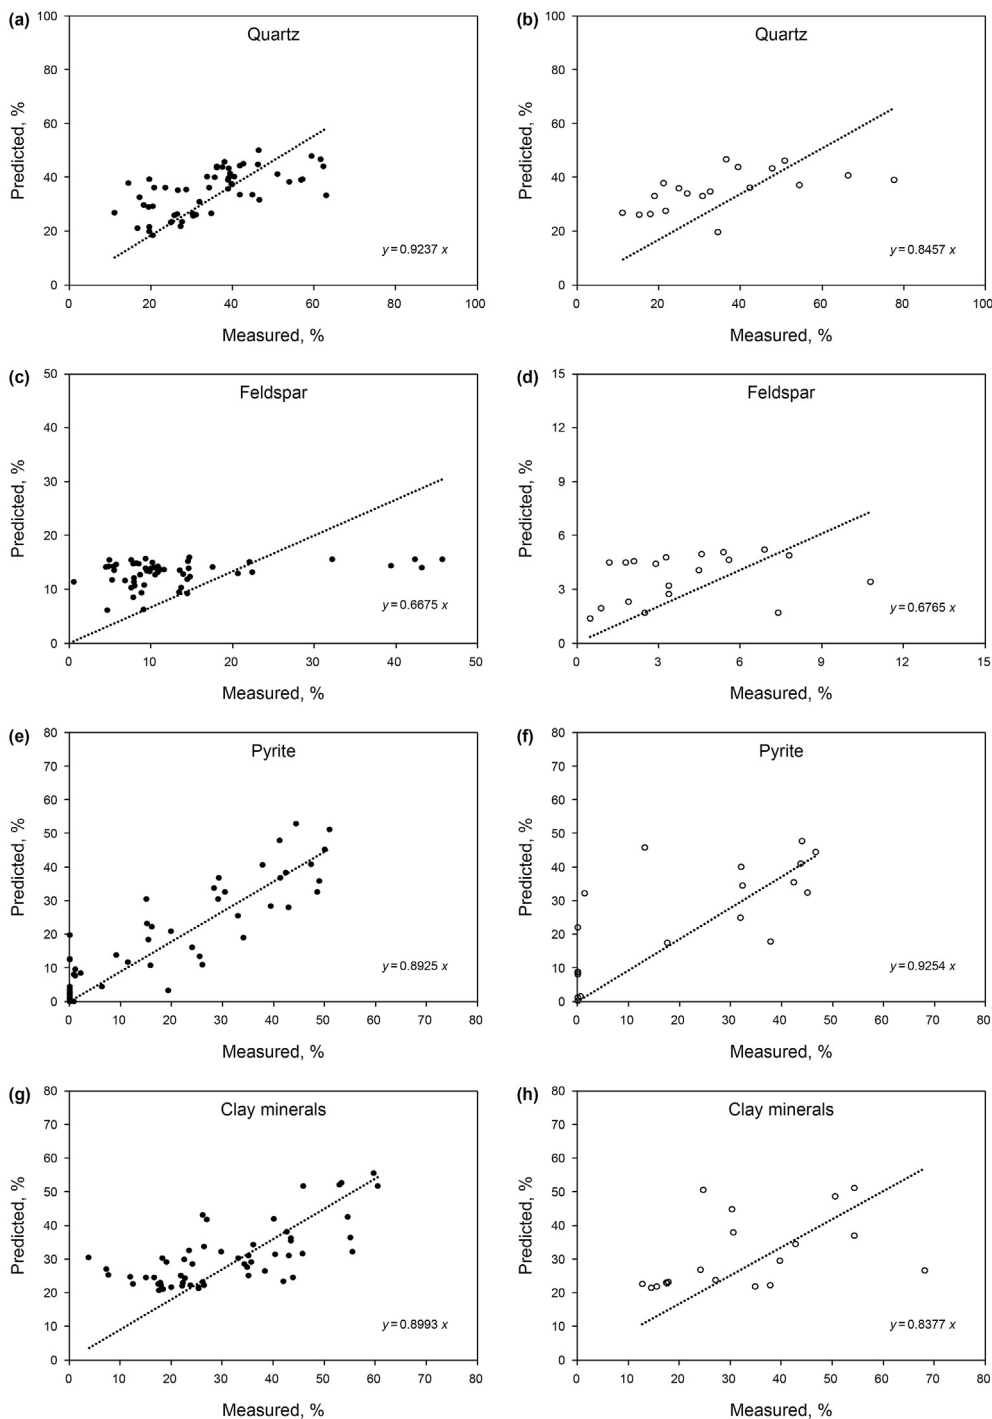 (a)
Quartz
100
80
60
40
20
0
Predicted, %
y = 0.9237 x
0 20 40 60 80 100
Measured, %
(b)
Quartz
100
80
60
40
20
0
Predicted, %
y = 0.8457 x
0 20 40 60 80 100
Measured, %
(c)
Feldspar
50
40
30
20
10
0
Predicted, %
y = 0.6675 x
0 10 20 30 40 50
Measured, %
(d)
Feldspar
15
12
9
6
3
0
Predicted, %
y = 0.6765 x
0 3 6 9 12 15
Measured, %
(e)
Pyrite
80
70
60
50
40
30
20
10
0
Predicted, %
y = 0.8925 x
0 10 20 30 40 50 60 70 80
Measured, %
(f)
Pyrite
80
70
60
50
40
30
20
10
0
Predicted, %
y = 0.9254 x
0 10 20 30 40 50 60 70 80
Measured, %
(g)
Clay minerals
80
70
60
50
40
30
20
10
0
Predicted, %
y = 0.8993 x
0 10 20 30 40 50 60 70 80
Measured, %
(h)
Clay minerals
80
70
60
50
40
30
20
10
0
Predicted, %
y = 0.8377 x
0 10 20 30 40 50 60 70 80
Measured, %